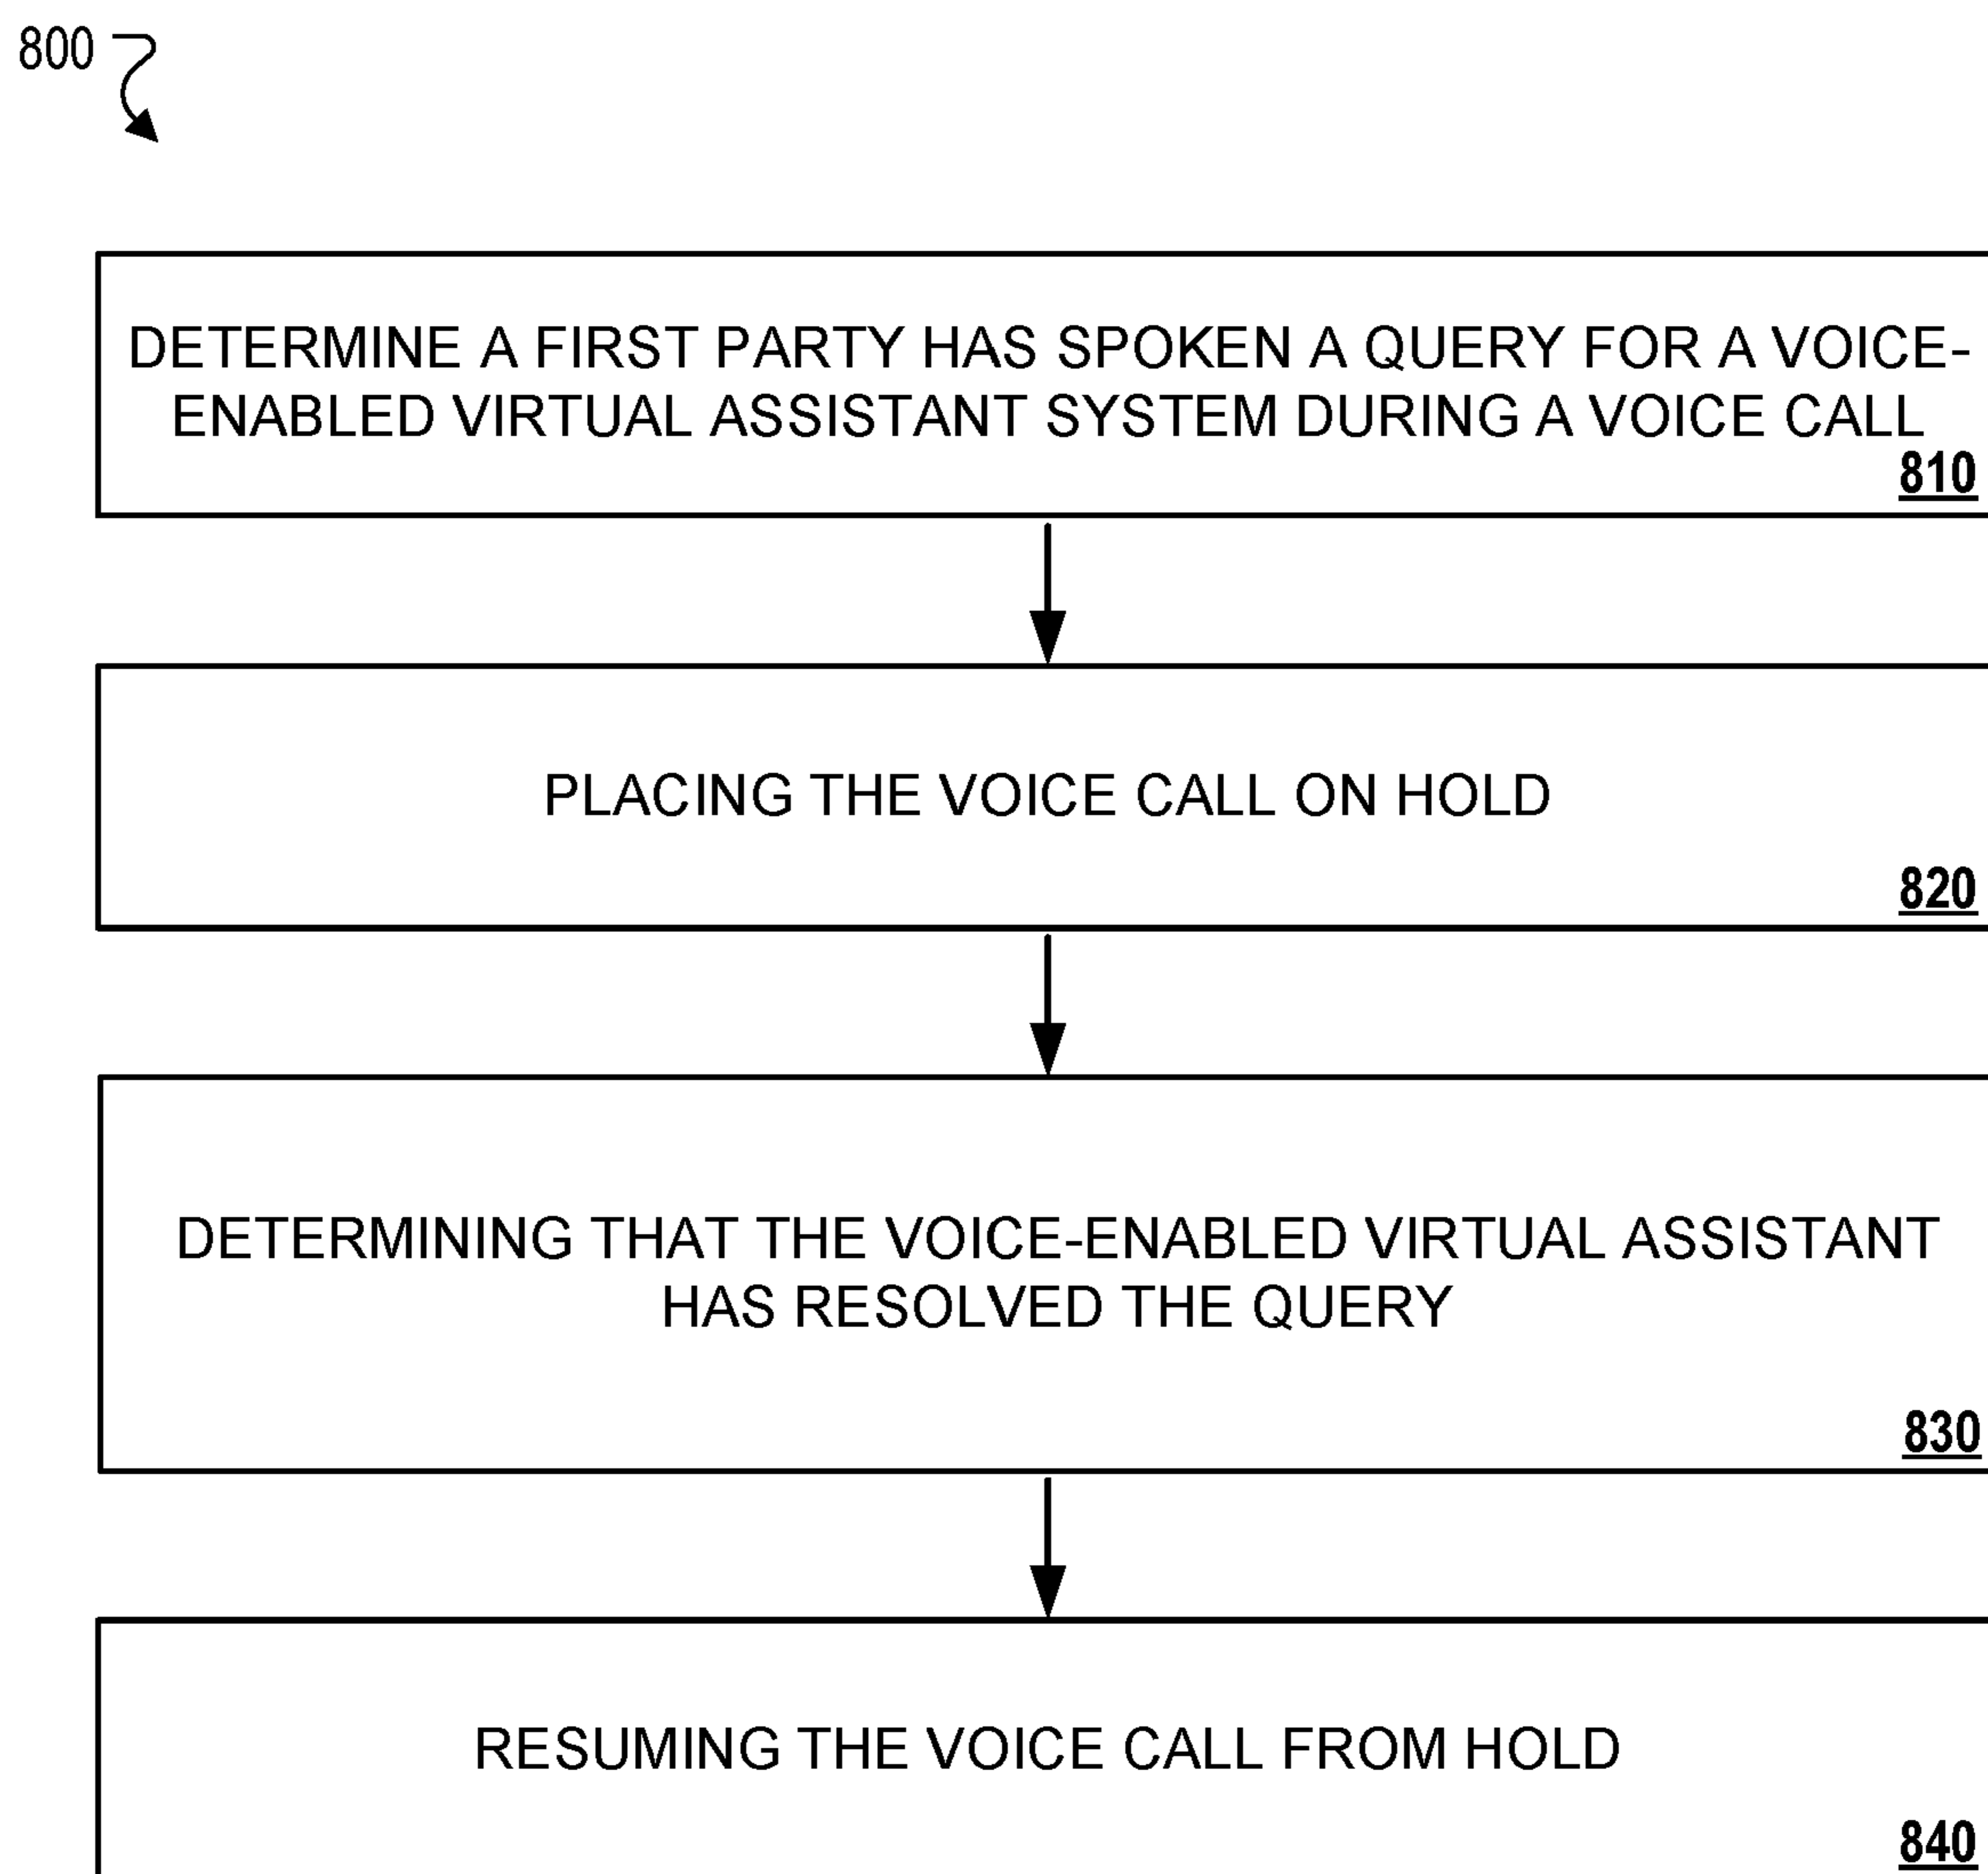 800
DETERMINE A FIRST PARTY HAS SPOKEN A QUERY FOR A VOICE-
ENABLED VIRTUAL ASSISTANT SYSTEM DURING A VOICE CALL
810
PLACING THE VOICE CALL ON HOLD
820
DETERMINING THAT THE VOICE-ENABLED VIRTUAL ASSISTANT
HAS RESOLVED THE QUERY
830
RESUMING THE VOICE CALL FROM HOLD
840